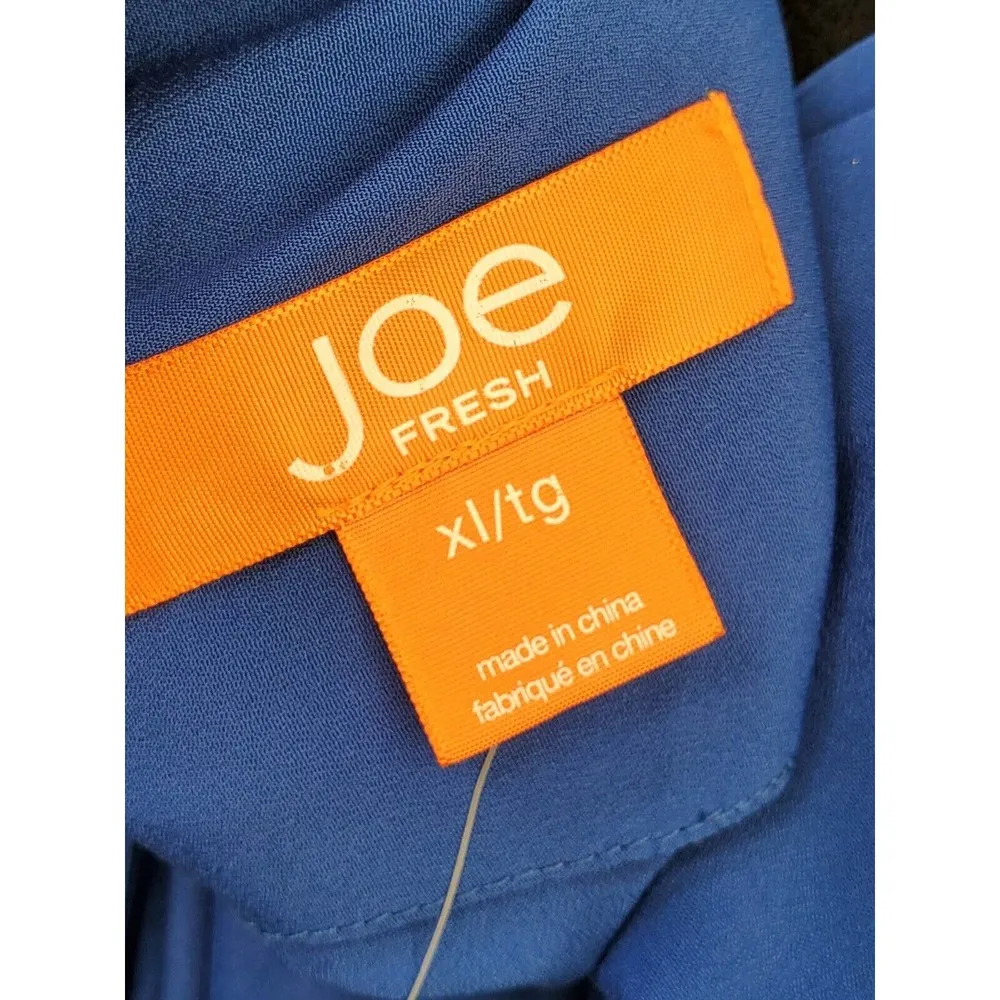 joe
FRESH
xl/tg
made in china
fabriqué en chine